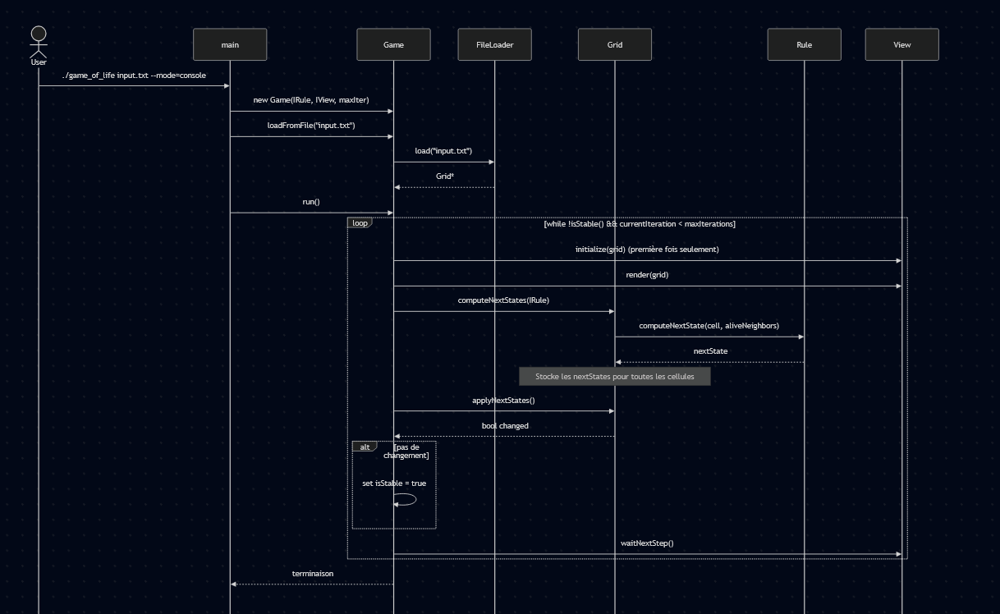 main
Game
FileLoader
Grid
Rule
View
User
./game_of_life input.txt --mode=console
new Game(IRule, IView, maxIter)
loadFromFile("input.txt")
load("input.txt")
Grid*
run()
loop
[while !isStable() && currentIteration < maxIterations]
initialize(grid) (première fois seulement)
render(grid)
computeNextStates(IRule)
computeNextState(cell, aliveNeighbors)
nextState
Stocke les nextStates pour toutes les cellules
applyNextStates()
bool changed
alt
[pas de
changement]
set isStable = true
waitNextStep()
terminaison